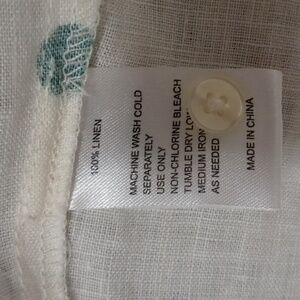 100% LINEN
MACHINE WASH COLD
SEPARATELY
USE ONLY
NON-CHLORINE BLEACH
TUMBLE DRY
MEDIUM IRON
AS NEEDED
MADE IN CHINA